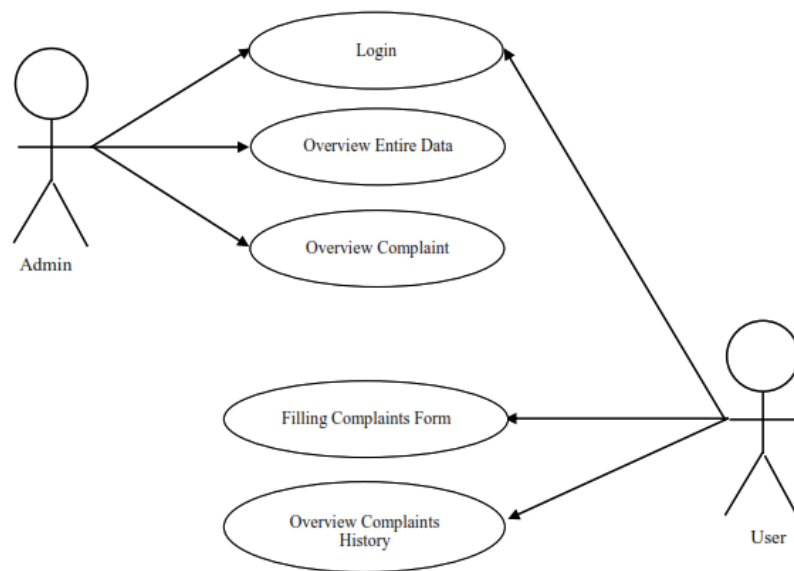 Login
Overview Entire Data
Overview Complaint
Admin
Filling Complaints Form
Overview Complaints
History
User